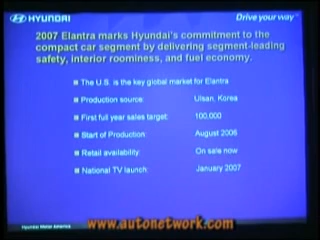 HYUNDAI
Drive your way™
2007 Elantra marks Hyundai's commitment to the
compact car segment by delivering segment-leading
safety, interior roominess, and fuel economy.
The U.S. is the key global market for Elantra
Production source: Ulsan, Korea
First full year sales target: 100,000
Start of Production: August 2006
Retail availability: On sale now
National TV launch: January 2007
Hyundai Motor America
www.autonetwork.com